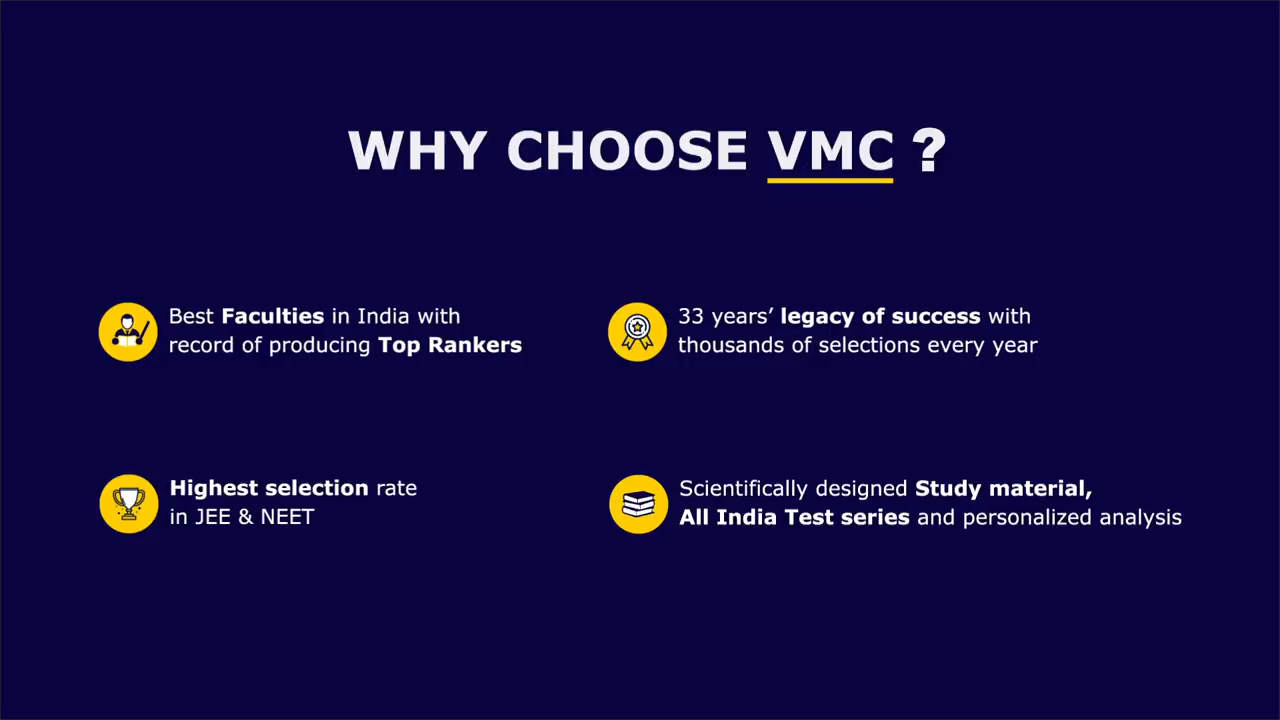 WHY CHOOSE VMC ?
Best Faculties in India with
record of producing Top Rankers
33 years’ legacy of success with
thousands of selections every year
Highest selection rate
in JEE & NEET
Scientifically designed Study material,
All India Test series and personalized analysis